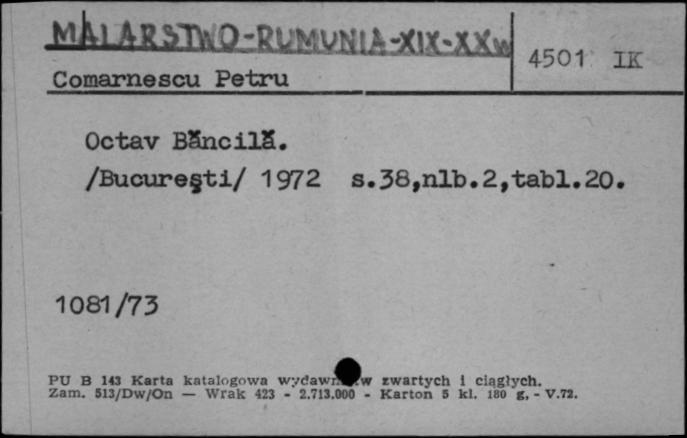 MALARSTWO-RUMUNIA-XIX-XXw
4501 IK
Comarnescu Petru
Octav Băncilă.
/Bucureşti/ 1972 s.38,nlb.2,tabl.20.
1081/73
PU B 143 Karta katalogowa zwartych i ciągłych.
Zam. 513/Dw/On — Wrak 423 - 2.713.000 - Karton 5 kl. 180 g, - V.72.